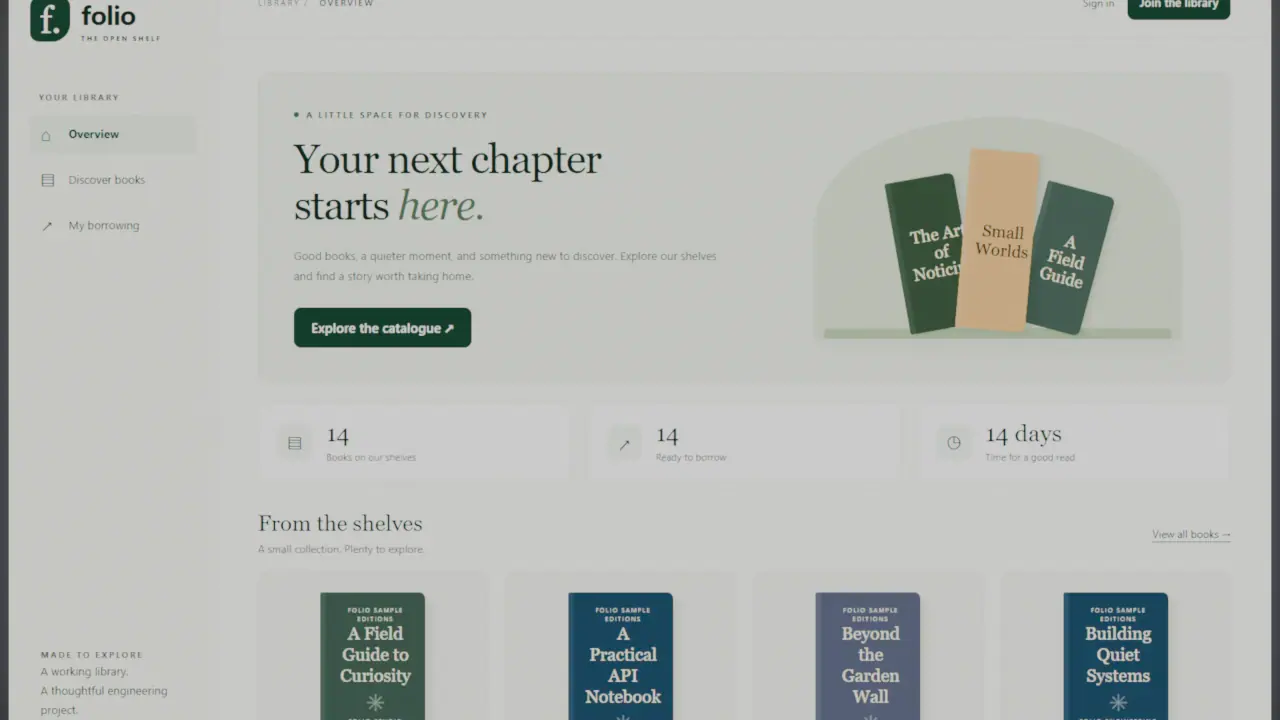 f.
folio
THE OPEN SHELF
LIBRARY / OVERVIEW
Sign in
Join the library
YOUR LIBRARY
Overview
Discover books
My borrowing
MADE TO EXPLORE
A working library.
A thoughtful engineering
project.
A LITTLE SPACE FOR DISCOVERY
Your next chapter
starts here.
Good books, a quieter moment, and something new to discover. Explore our shelves
and find a story worth taking home.
Explore the catalogue ↗
The Art
of
Small
Worlds
A
Field
Guide
14
Books on our shelves
14
Ready to borrow
14 days
Time for a good read
From the shelves
A small collection. Plenty to explore.
View all books →
FOLIO SAMPLE
EDITIONS
A Field
Guide to
Curiosity
FOLIO SAMPLE
EDITIONS
A
Practical
API
Notebook
FOLIO SAMPLE
EDITIONS
Beyond
the
Garden
Wall
FOLIO SAMPLE
EDITIONS
Building
Quiet
Systems